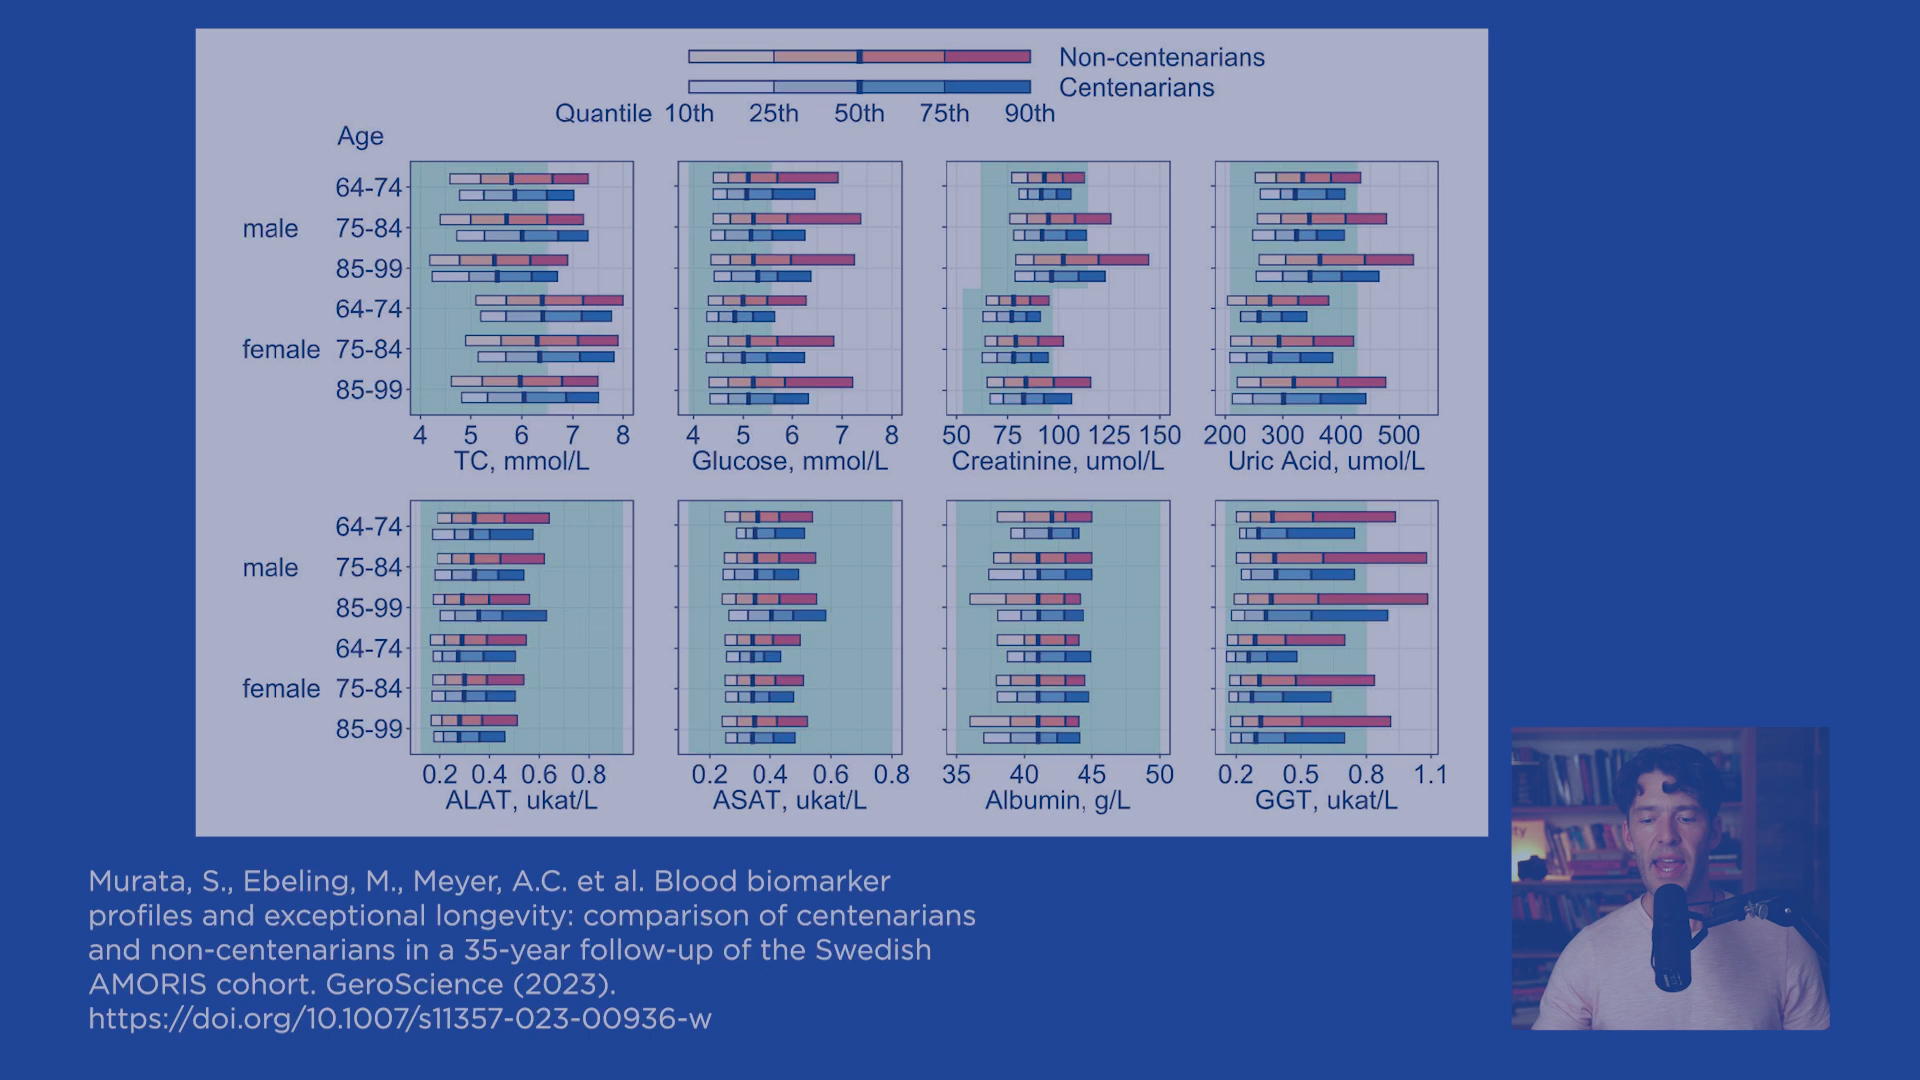 Non-centenarians
Centenarians
Quantile 10th 25th 50th 75th 90th
Age
64-74
male 75-84
85-99
64-74
female 75-84
85-99
4 5 6 7 8
TC, mmol/L
4 5 6 7 8
Glucose, mmol/L
50 75 100 125 150
Creatinine, umol/L
200 300 400 500
Uric Acid, umol/L
64-74
male 75-84
85-99
64-74
female 75-84
85-99
0.2 0.4 0.6 0.8
ALAT, ukat/L
0.2 0.4 0.6 0.8
ASAT, ukat/L
35 40 45 50
Albumin, g/L
0.2 0.5 0.8 1.1
GGT, ukat/L
Murata, S., Ebeling, M., Meyer, A.C. et al. Blood biomarker
profiles and exceptional longevity: comparison of centenarians
and non-centenarians in a 35-year follow-up of the Swedish
AMORIS cohort. GeroScience (2023).
https://doi.org/10.1007/s11357-023-00936-w